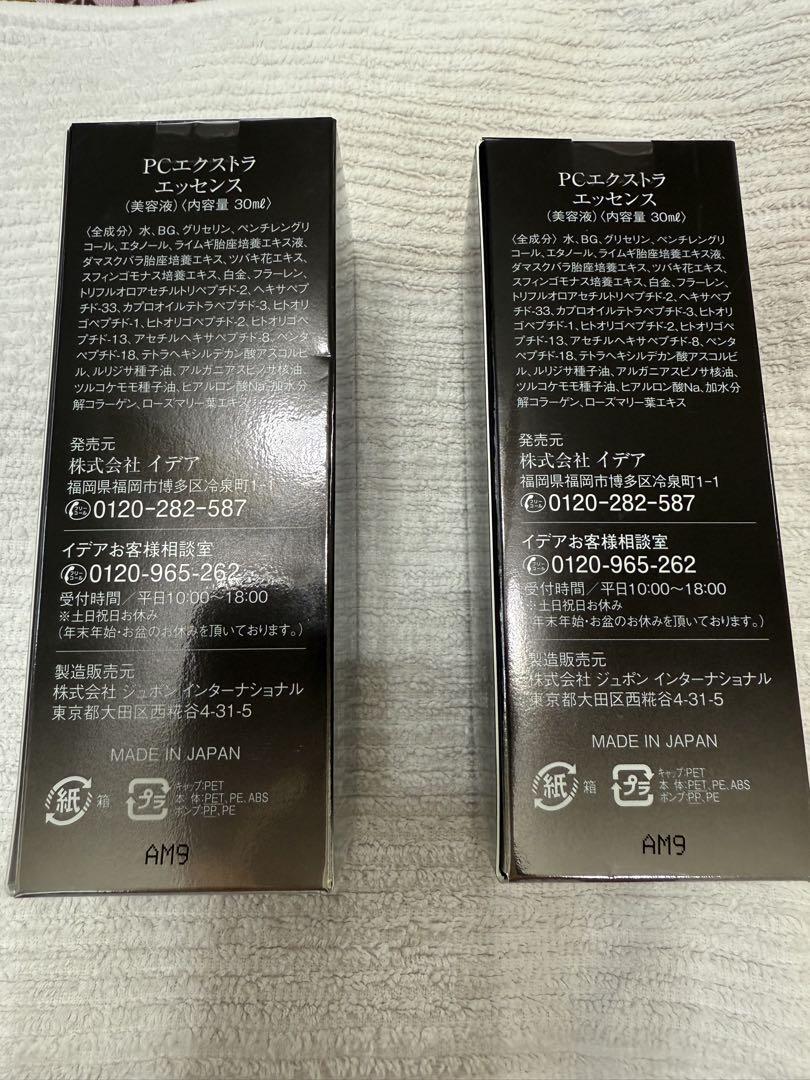 PCエクストラ
エッセンス
（美容液）〈内容量 30㎖〉
〈全成分〉水、BG、グリセリン、ペンチレングリ
コール、エタノール、ライムギ胎座培養エキス液、
ダマスクバラ胎座培養エキス、ツバキ花エキス、
スフィンゴモナス培養エキス、白金、フラーレン、
トリフルオロアセチルトリペプチド-2、ヘキサペプ
チド-33、カプロオイルテトラペプチド-3、ヒトオリ
ゴペプチド-1、ヒトオリゴペプチド-2、ヒトオリゴペ
プチド-13、アセチルヘキサペプチド-8、ペンタ
ペプチド-18、テトラヘキシルデカン酸アスコルビ
ル、ルリジサ種子油、アルガニアスピノサ核油、
ツルコケモモ種子油、ヒアルロン酸Na、加水分
解コラーゲン、ローズマリー葉エキス
発売元
株式会社 イデア
福岡県福岡市博多区冷泉町1-1
フリーコール 0120-282-587
イデアお客様相談室
フリーコール 0120-965-262
受付時間／平日10:00～18:00
※土日祝日お休み
（年末年始・お盆のお休みを頂いております。）
製造販売元
株式会社 ジュポン インターナショナル
東京都大田区西糀谷4-31-5
MADE IN JAPAN
紙 箱
プラ
キャップ:PET
本 体:PET、PE、ABS
ポンプ:PP、PE
AM9
PCエクストラ
エッセンス
（美容液）〈内容量 30㎖〉
〈全成分〉水、BG、グリセリン、ペンチレングリ
コール、エタノール、ライムギ胎座培養エキス液、
ダマスクバラ胎座培養エキス、ツバキ花エキス、
スフィンゴモナス培養エキス、白金、フラーレン、
トリフルオロアセチルトリペプチド-2、ヘキサペプ
チド-33、カプロオイルテトラペプチド-3、ヒトオリ
ゴペプチド-1、ヒトオリゴペプチド-2、ヒトオリゴペ
プチド-13、アセチルヘキサペプチド-8、ペンタ
ペプチド-18、テトラヘキシルデカン酸アスコルビ
ル、ルリジサ種子油、アルガニアスピノサ核油、
ツルコケモモ種子油、ヒアルロン酸Na、加水分
解コラーゲン、ローズマリー葉エキス
発売元
株式会社 イデア
福岡県福岡市博多区冷泉町1-1
フリーコール 0120-282-587
イデアお客様相談室
フリーコール 0120-965-262
受付時間／平日10:00～18:00
※土日祝日お休み
（年末年始・お盆のお休みを頂いております。）
製造販売元
株式会社 ジュポン インターナショナル
東京都大田区西糀谷4-31-5
MADE IN JAPAN
紙 箱
プラ
キャップ:PET
本 体:PET、PE、ABS
ポンプ:PP、PE
AM9